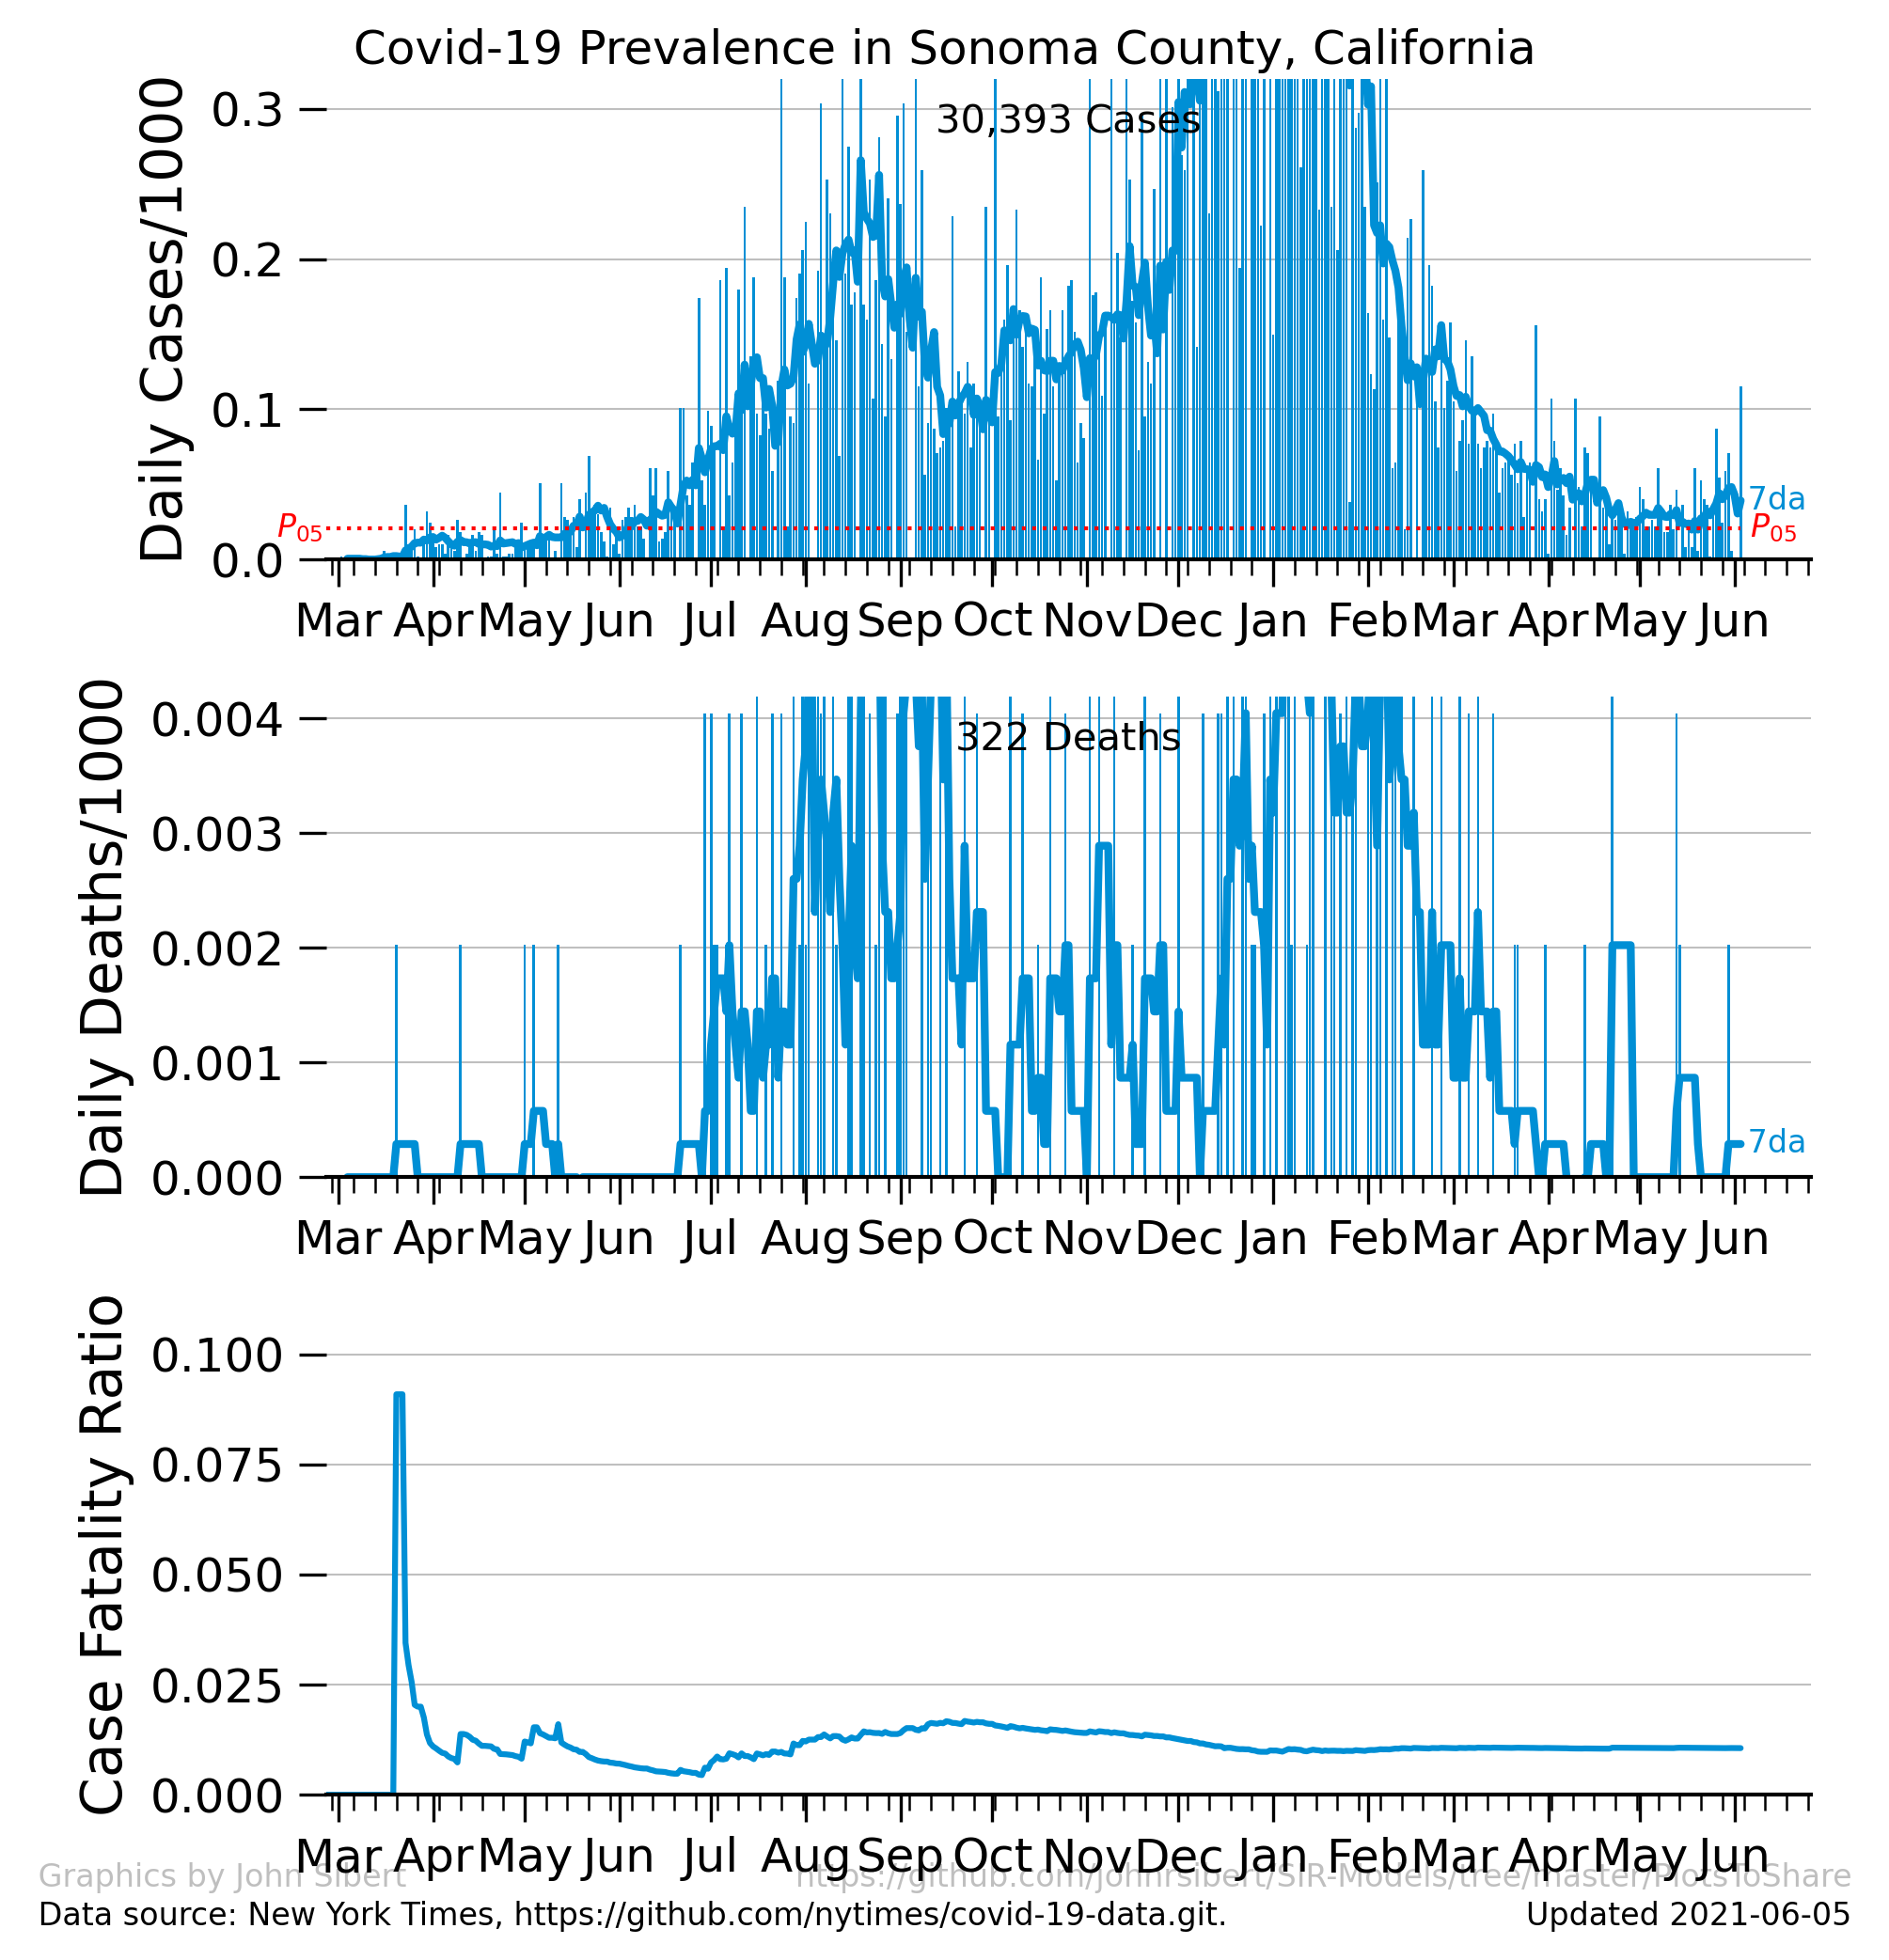 Covid-19 Prevalence in Sonoma County, California
Daily Cases/1000
0.3
0.2
0.1
0.0
30,393 Cases
7da
P05
P05
Mar Apr May Jun Jul Aug Sep Oct Nov Dec Jan Feb Mar Apr May Jun
Daily Deaths/1000
0.004
0.003
0.002
0.001
0.000
322 Deaths
7da
Mar Apr May Jun Jul Aug Sep Oct Nov Dec Jan Feb Mar Apr May Jun
Case Fatality Ratio
0.100
0.075
0.050
0.025
0.000
Mar Apr May Jun Jul Aug Sep Oct Nov Dec Jan Feb Mar Apr May Jun
Graphics by John Sibert
https://github.com/johnrsibert/SIR-Models/tree/master/PlotsToShare
Data source: New York Times, https://github.com/nytimes/covid-19-data.git.
Updated 2021-06-05